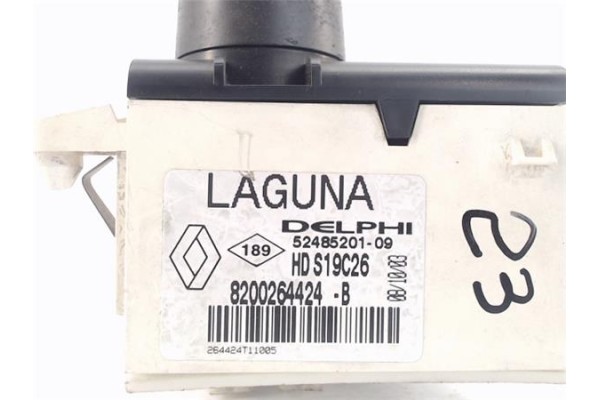 LAGUNA
DELPHI
189
52485201-09
HD S19C26
8200264424 -B
08/10/03
264424T11005
23